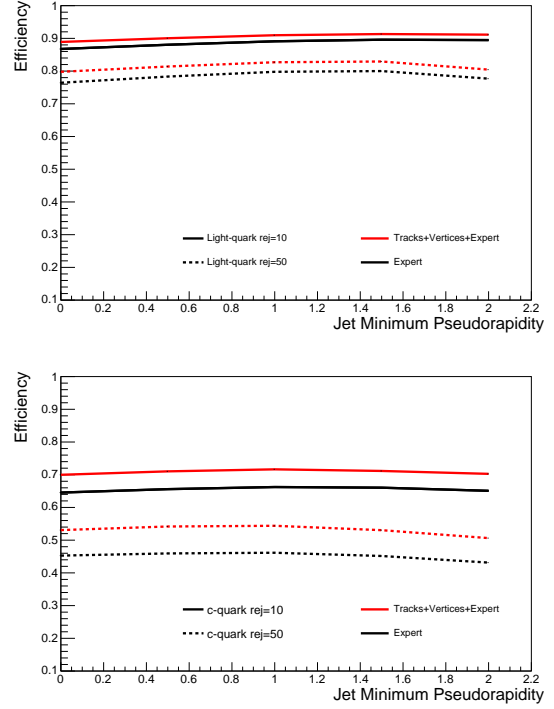 Efficiency
1
0.9
0.8
0.7
0.6
0.5
0.4
0.3
0.2
0.1
Light-quark rej=10 Tracks+Vertices+Expert
Light-quark rej=50 Expert
0 0.2 0.4 0.6 0.8 1 1.2 1.4 1.6 1.8 2 2.2
Jet Minimum Pseudorapidity
Efficiency
1
0.9
0.8
0.7
0.6
0.5
0.4
0.3
0.2
0.1
c-quark rej=10 Tracks+Vertices+Expert
c-quark rej=50 Expert
0 0.2 0.4 0.6 0.8 1 1.2 1.4 1.6 1.8 2 2.2
Jet Minimum Pseudorapidity